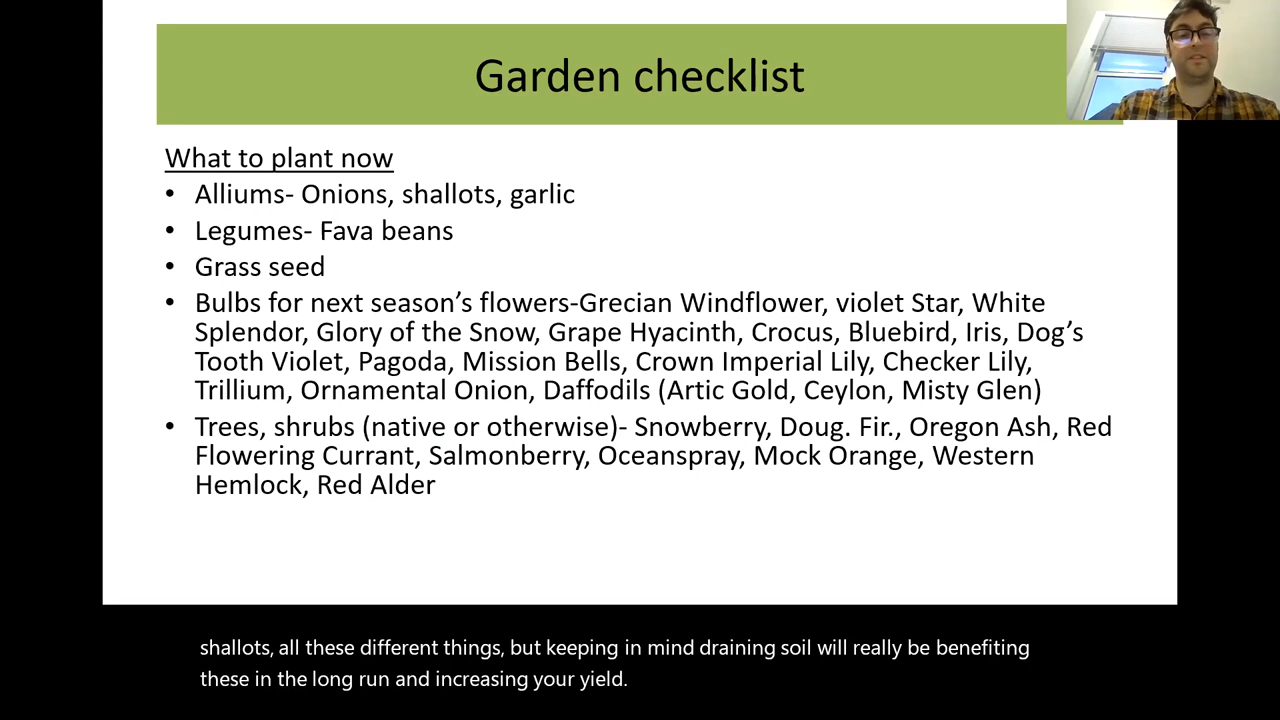 Garden checklist
What to plant now
• Alliums- Onions, shallots, garlic
• Legumes- Fava beans
• Grass seed
• Bulbs for next season’s flowers-Grecian Windflower, violet Star, White
Splendor, Glory of the Snow, Grape Hyacinth, Crocus, Bluebird, Iris, Dog’s
Tooth Violet, Pagoda, Mission Bells, Crown Imperial Lily, Checker Lily,
Trillium, Ornamental Onion, Daffodils (Artic Gold, Ceylon, Misty Glen)
• Trees, shrubs (native or otherwise)- Snowberry, Doug. Fir., Oregon Ash, Red
Flowering Currant, Salmonberry, Oceanspray, Mock Orange, Western
Hemlock, Red Alder
shallots, all these different things, but keeping in mind draining soil will really be benefiting
these in the long run and increasing your yield.